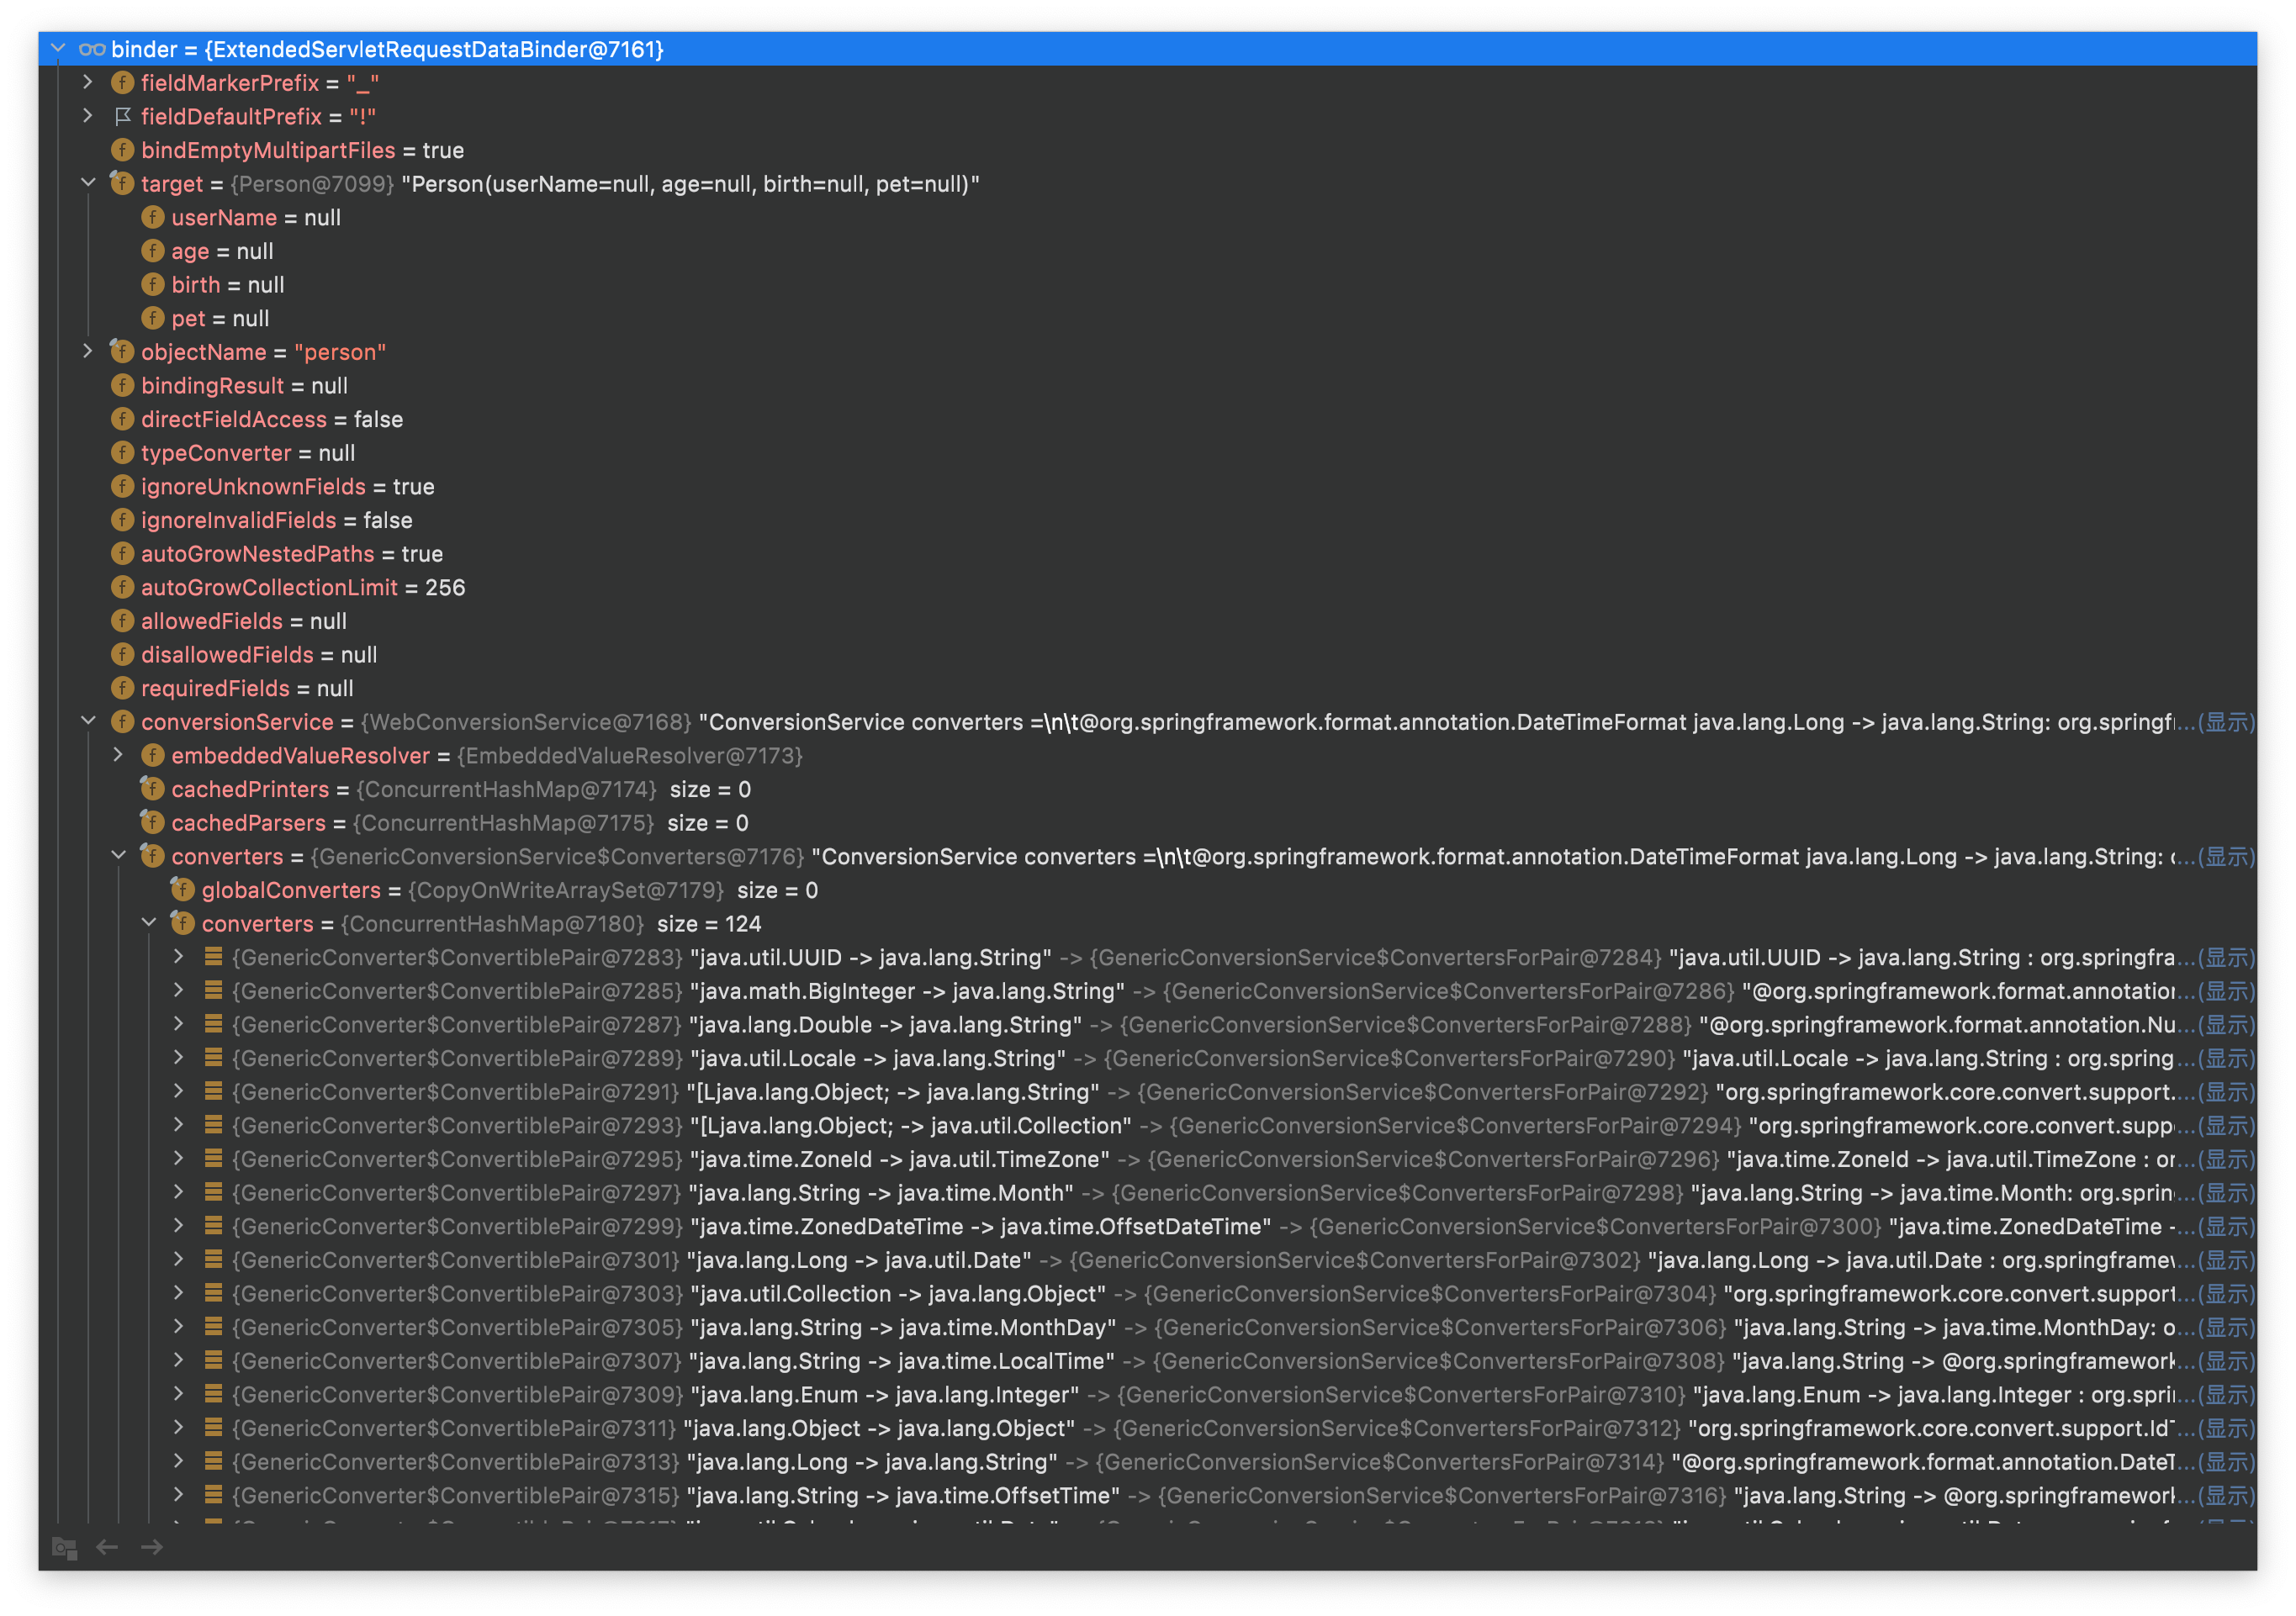 binder = {ExtendedServletRequestDataBinder@7161}
fieldMarkerPrefix = "_"
fieldDefaultPrefix = "!"
bindEmptyMultipartFiles = true
target = {Person@7099} "Person(userName=null, age=null, birth=null, pet=null)"
userName = null
age = null
birth = null
pet = null
objectName = "person"
bindingResult = null
directFieldAccess = false
typeConverter = null
ignoreUnknownFields = true
ignoreInvalidFields = false
autoGrowNestedPaths = true
autoGrowCollectionLimit = 256
allowedFields = null
disallowedFields = null
requiredFields = null
conversionService = {WebConversionService@7168} "ConversionService converters =\n\t@org.springframework.format.annotation.DateTimeFormat java.lang.Long -> java.lang.String: org.springf...(显示)
embeddedValueResolver = {EmbeddedValueResolver@7173}
cachedPrinters = {ConcurrentHashMap@7174} size = 0
cachedParsers = {ConcurrentHashMap@7175} size = 0
converters = {GenericConversionService$Converters@7176} "ConversionService converters =\n\t@org.springframework.format.annotation.DateTimeFormat java.lang.Long -> java.lang.String: ...(显示)
globalConverters = {CopyOnWriteArraySet@7179} size = 0
converters = {ConcurrentHashMap@7180} size = 124
{GenericConverter$ConvertiblePair@7283} "java.util.UUID -> java.lang.String" -> {GenericConversionService$ConvertersForPair@7284} "java.util.UUID -> java.lang.String : org.springfra...(显示)
{GenericConverter$ConvertiblePair@7285} "java.math.BigInteger -> java.lang.String" -> {GenericConversionService$ConvertersForPair@7286} "@org.springframework.format.annotation...(显示)
{GenericConverter$ConvertiblePair@7287} "java.lang.Double -> java.lang.String" -> {GenericConversionService$ConvertersForPair@7288} "@org.springframework.format.annotation.Nu...(显示)
{GenericConverter$ConvertiblePair@7289} "java.util.Locale -> java.lang.String" -> {GenericConversionService$ConvertersForPair@7290} "java.util.Locale -> java.lang.String : org.spring...(显示)
{GenericConverter$ConvertiblePair@7291} "[Ljava.lang.Object; -> java.lang.String" -> {GenericConversionService$ConvertersForPair@7292} "org.springframework.core.convert.support....(显示)
{GenericConverter$ConvertiblePair@7293} "[Ljava.lang.Object; -> java.util.Collection" -> {GenericConversionService$ConvertersForPair@7294} "org.springframework.core.convert.supp...(显示)
{GenericConverter$ConvertiblePair@7295} "java.time.ZoneId -> java.util.TimeZone" -> {GenericConversionService$ConvertersForPair@7296} "java.time.ZoneId -> java.util.TimeZone : or...(显示)
{GenericConverter$ConvertiblePair@7297} "java.lang.String -> java.time.Month" -> {GenericConversionService$ConvertersForPair@7298} "java.lang.String -> java.time.Month: org.sprin...(显示)
{GenericConverter$ConvertiblePair@7299} "java.time.ZonedDateTime -> java.time.OffsetDateTime" -> {GenericConversionService$ConvertersForPair@7300} "java.time.ZonedDateTime -...(显示)
{GenericConverter$ConvertiblePair@7301} "java.lang.Long -> java.util.Date" -> {GenericConversionService$ConvertersForPair@7302} "java.lang.Long -> java.util.Date : org.springframew...(显示)
{GenericConverter$ConvertiblePair@7303} "java.util.Collection -> java.lang.Object" -> {GenericConversionService$ConvertersForPair@7304} "org.springframework.core.convert.support...(显示)
{GenericConverter$ConvertiblePair@7305} "java.lang.String -> java.time.MonthDay" -> {GenericConversionService$ConvertersForPair@7306} "java.lang.String -> java.time.MonthDay: o...(显示)
{GenericConverter$ConvertiblePair@7307} "java.lang.String -> java.time.LocalTime" -> {GenericConversionService$ConvertersForPair@7308} "java.lang.String -> @org.springframework...(显示)
{GenericConverter$ConvertiblePair@7309} "java.lang.Enum -> java.lang.Integer" -> {GenericConversionService$ConvertersForPair@7310} "java.lang.Enum -> java.lang.Integer : org.spri...(显示)
{GenericConverter$ConvertiblePair@7311} "java.lang.Object -> java.lang.Object" -> {GenericConversionService$ConvertersForPair@7312} "org.springframework.core.convert.support.IdT...(显示)
{GenericConverter$ConvertiblePair@7313} "java.lang.Long -> java.lang.String" -> {GenericConversionService$ConvertersForPair@7314} "@org.springframework.format.annotation.DateT...(显示)
{GenericConverter$ConvertiblePair@7315} "java.lang.String -> java.time.OffsetTime" -> {GenericConversionService$ConvertersForPair@7316} "java.lang.String -> @org.springframework...(显示)